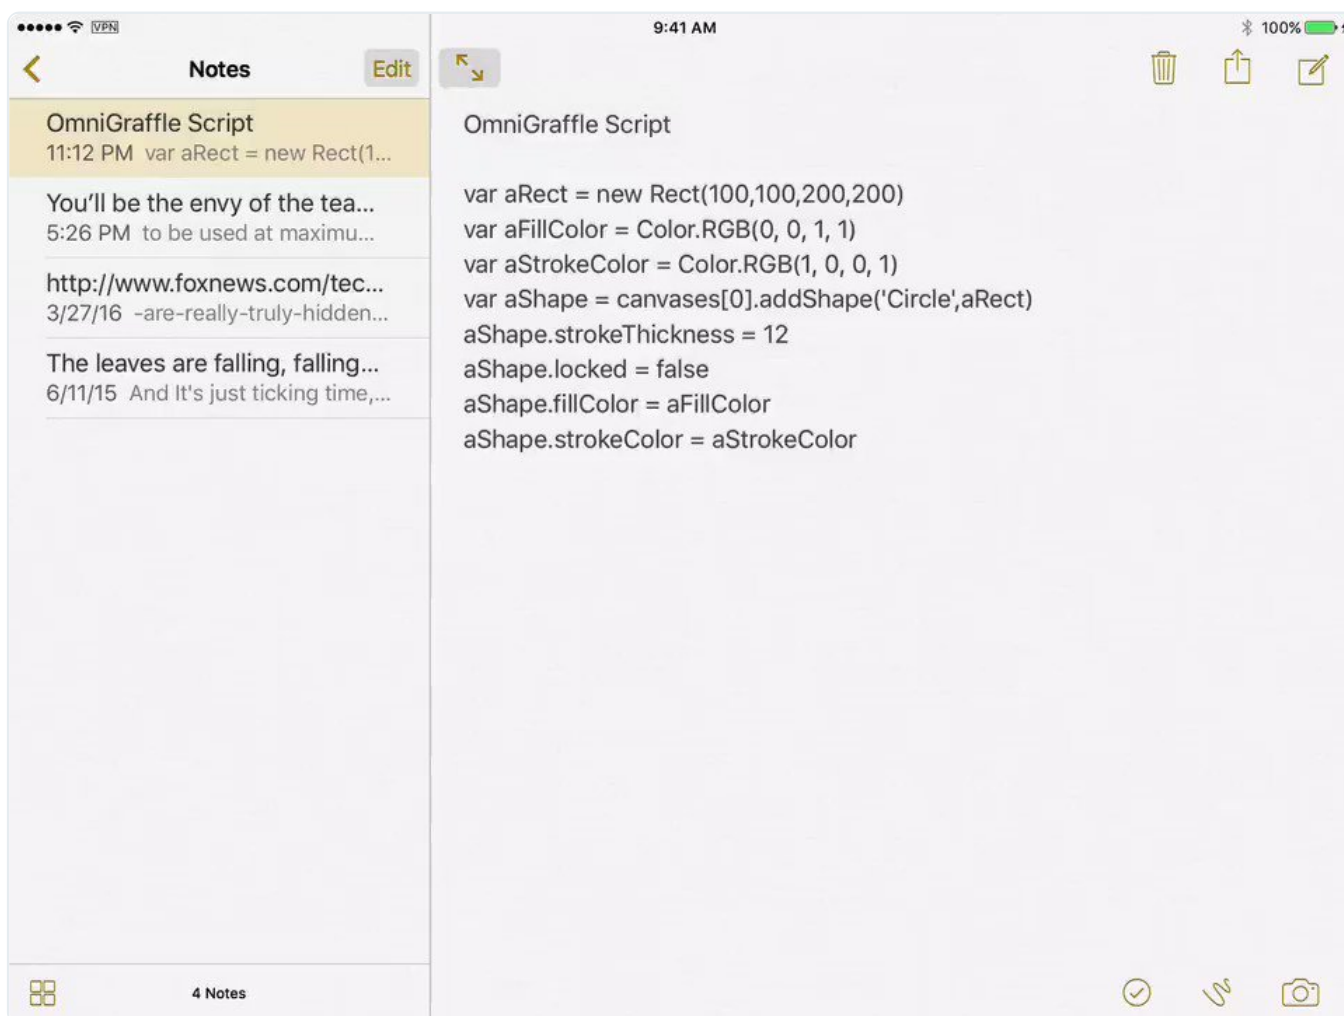 VPN
9:41 AM
100%
Notes
Edit
OmniGraffle Script
11:12 PM var aRect = new Rect(1...
You’ll be the envy of the tea...
5:26 PM to be used at maximu...
http://www.foxnews.com/tec...
3/27/16 -are-really-truly-hidden...
The leaves are falling, falling...
6/11/15 And It's just ticking time,...
4 Notes
OmniGraffle Script
var aRect = new Rect(100,100,200,200)
var aFillColor = Color.RGB(0, 0, 1, 1)
var aStrokeColor = Color.RGB(1, 0, 0, 1)
var aShape = canvases[0].addShape('Circle',aRect)
aShape.strokeThickness = 12
aShape.locked = false
aShape.fillColor = aFillColor
aShape.strokeColor = aStrokeColor